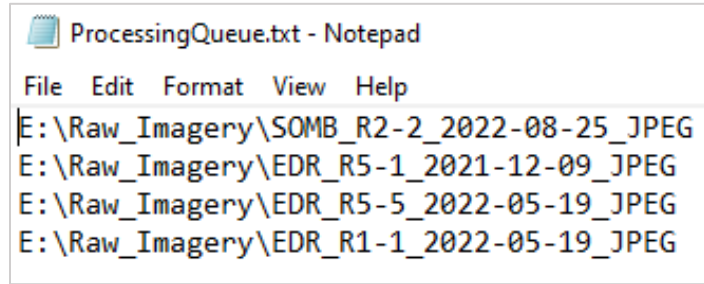 ProcessingQueue.txt - Notepad
File Edit Format View Help
E:\Raw_Imagery\SOMB_R2-2_2022-08-25_JPEG
E:\Raw_Imagery\EDR_R5-1_2021-12-09_JPEG
E:\Raw_Imagery\EDR_R5-5_2022-05-19_JPEG
E:\Raw_Imagery\EDR_R1-1_2022-05-19_JPEG